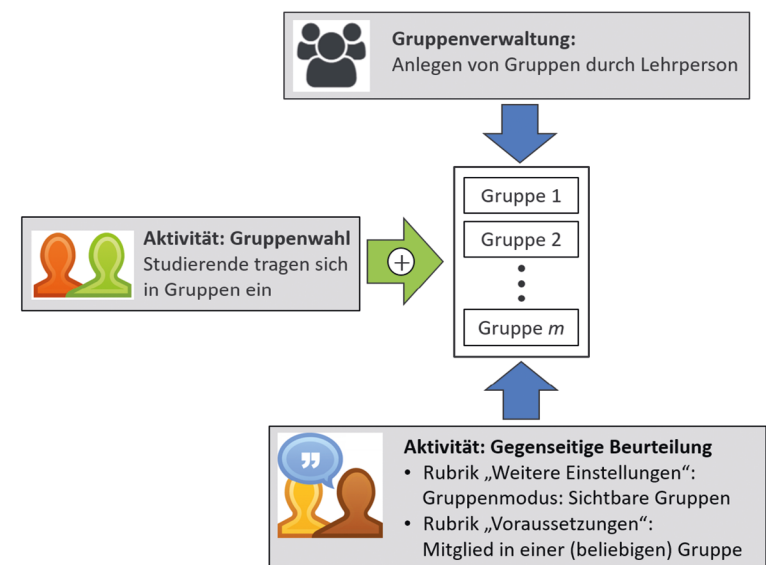 Gruppenverwaltung:
Anlegen von Gruppen durch Lehrperson
Gruppe 1
Gruppe 2
Gruppe m
Aktivität: Gruppenwahl
Studierende tragen sich
in Gruppen ein
Aktivität: Gegenseitige Beurteilung
• Rubrik „Weitere Einstellungen“:
Gruppenmodus: Sichtbare Gruppen
• Rubrik „Voraussetzungen“:
Mitglied in einer (beliebigen) Gruppe